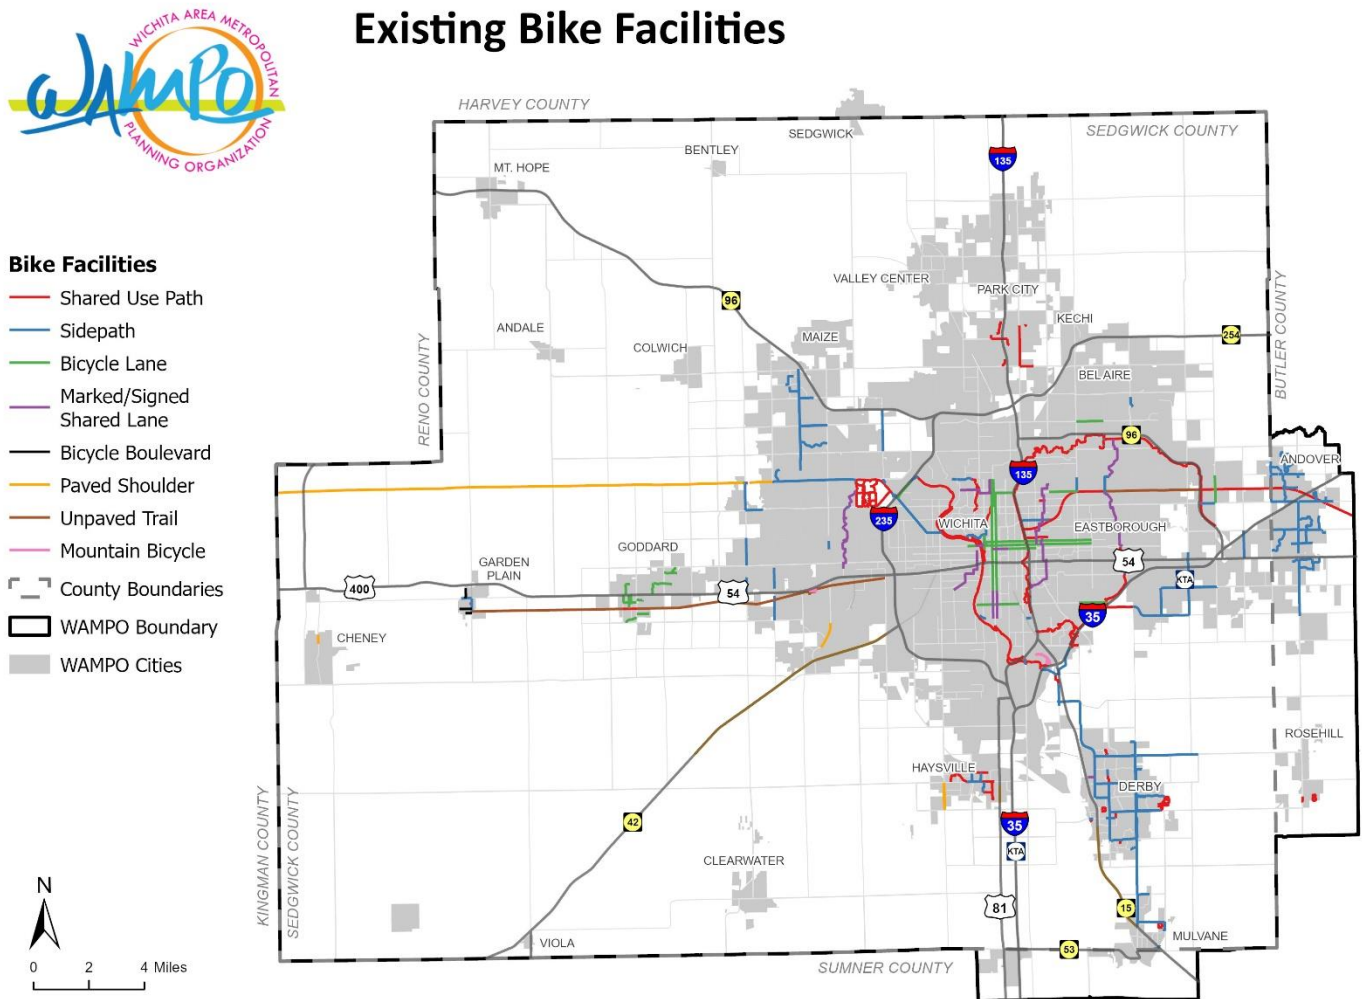 Existing Bike Facilities
WICHITA AREA METROPOLITAN
WAMPO
PLANNING ORGANIZATION
Bike Facilities
Shared Use Path
Sidepath
Bicycle Lane
Marked/Signed
Shared Lane
Bicycle Boulevard
Paved Shoulder
Unpaved Trail
Mountain Bicycle
County Boundaries
WAMPO Boundary
WAMPO Cities
N
0 2 4 Miles
HARVEY COUNTY
SEDGWICK
SEDGWICK COUNTY
BENTLEY
135
MT. HOPE
VALLEY CENTER
PARK CITY
96
KECHI
ANDALE
MAIZE
254
COLWICH
RENO COUNTY
BUTLER COUNTY
BEL AIRE
96
ANDOVER
135
235
WICHITA
EASTBOROUGH
GODDARD
GARDEN
PLAIN
54
400
54
KTA
35
CHENEY
ROSEHILL
HAYSVILLE
DERBY
KINGMAN COUNTY
SEDGWICK COUNTY
42
35
KTA
CLEARWATER
81
15
VIOLA
53
MULVANE
SUMNER COUNTY